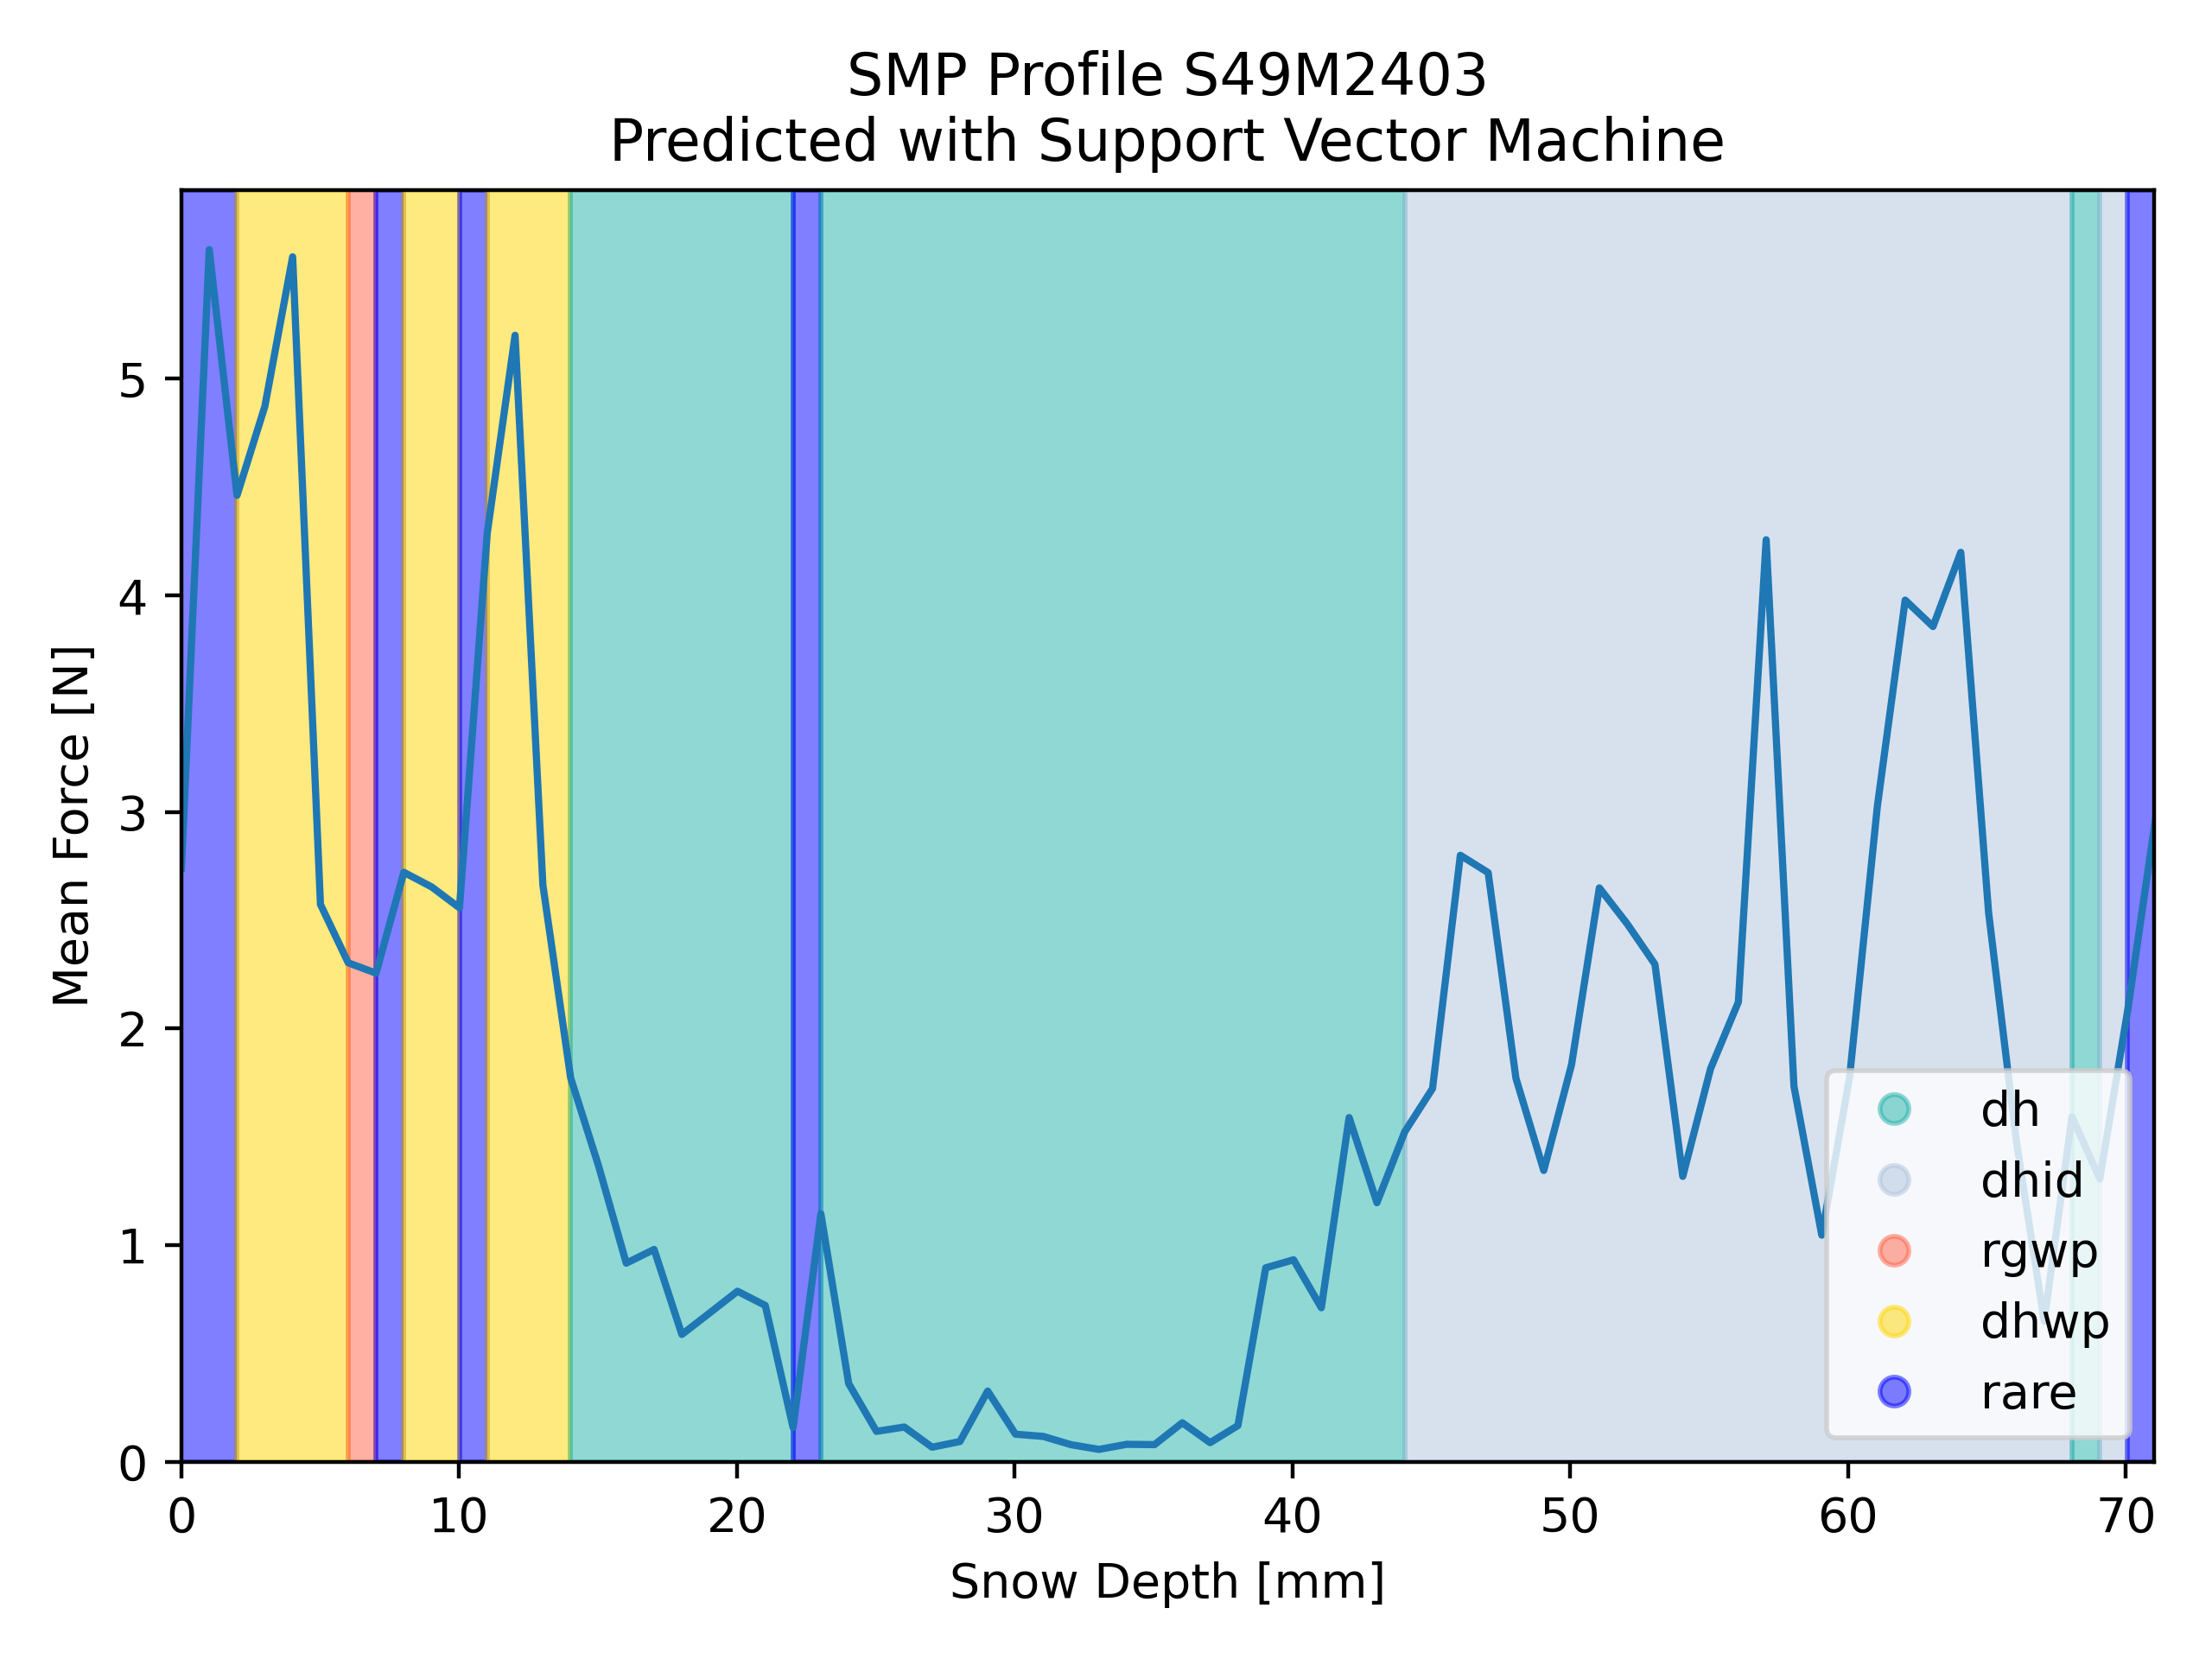 SMP Profile S49M2403
Predicted with Support Vector Machine
Mean Force [N]
5
4
3
2
1
0
dh
dhid
rgwp
dhwp
rare
0 10 20 30 40 50 60 70
Snow Depth [mm]